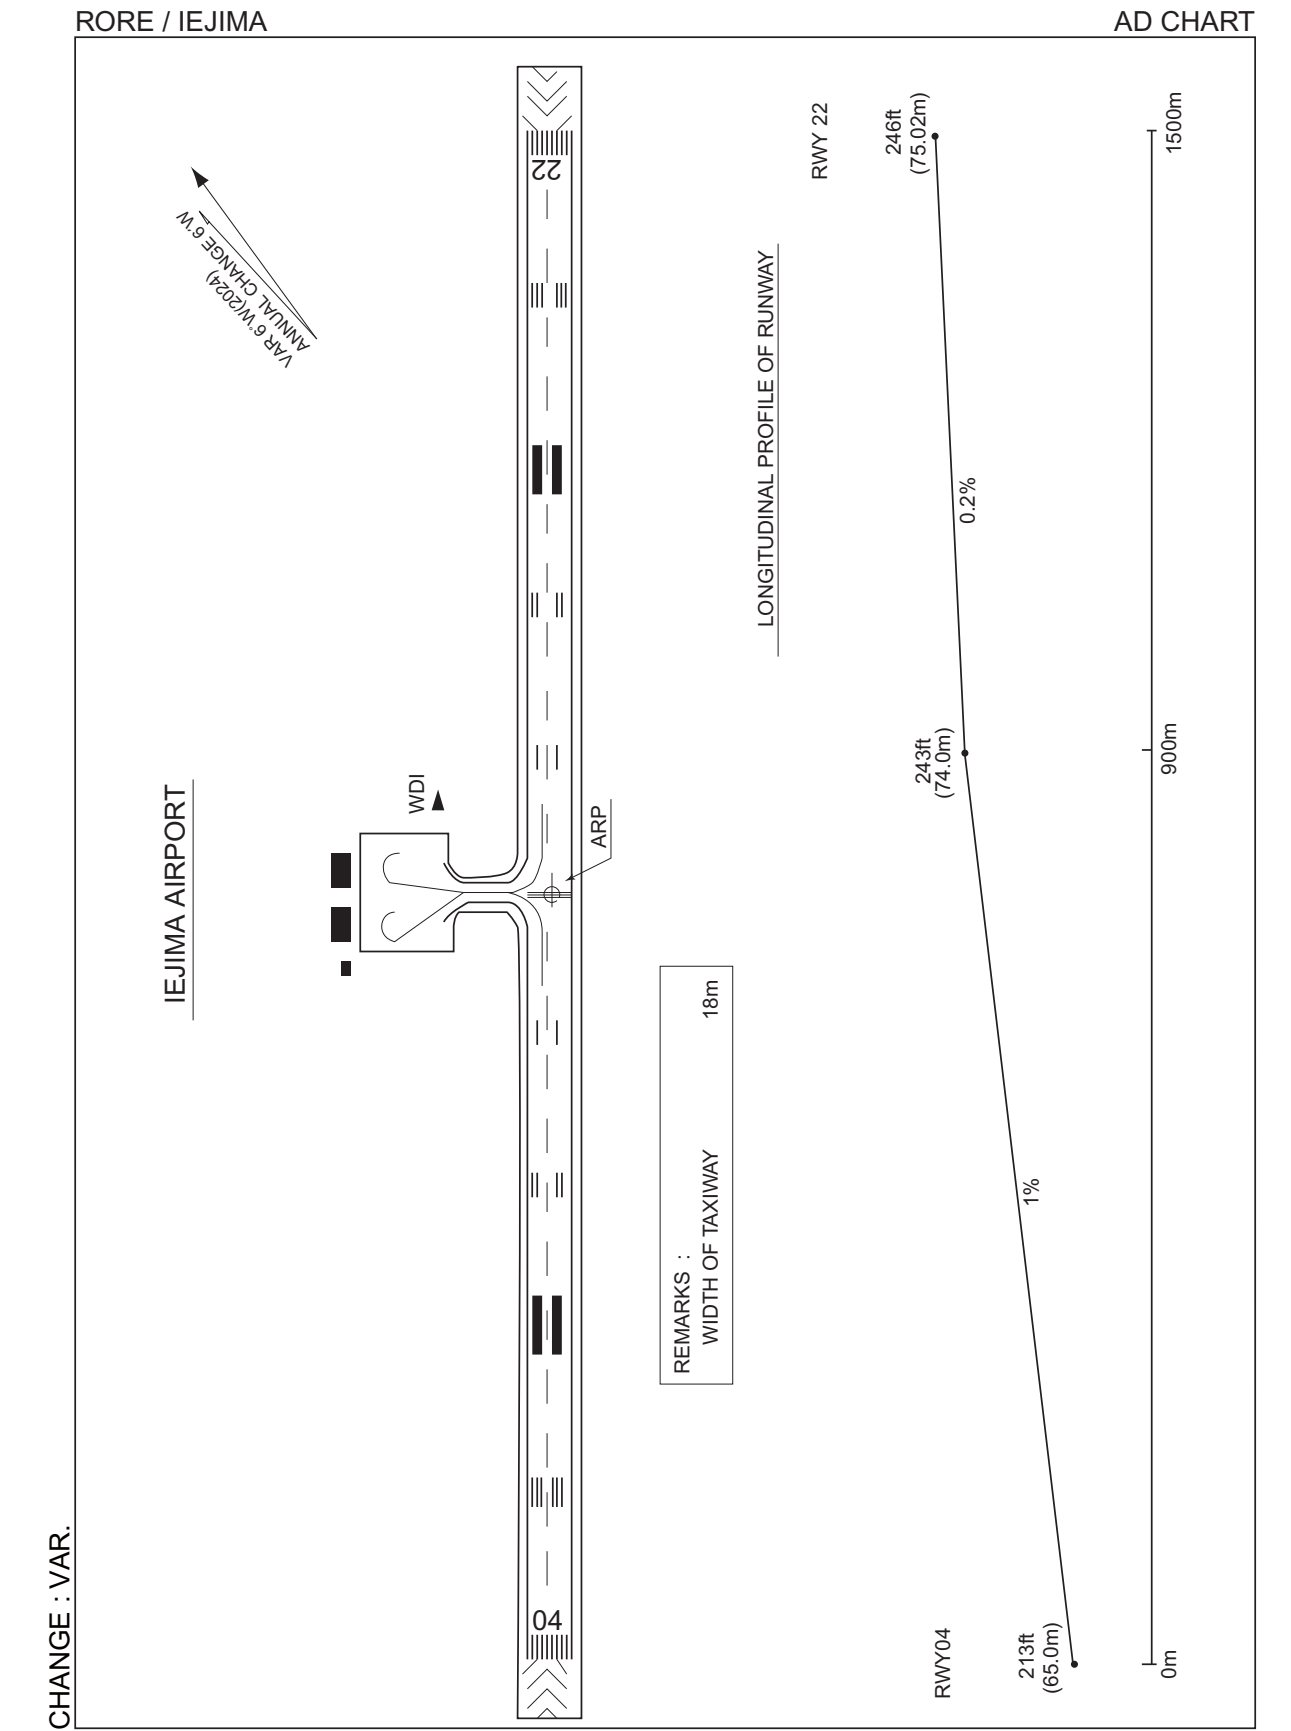 RORE / IEJIMA
AD CHART
CHANGE : VAR.
IEJIMA AIRPORT
VAR 6°W(2024)
ANNUAL CHANGE 6'W
WDI
ARP
04
22
REMARKS :
WIDTH OF TAXIWAY 18m
LONGITUDINAL PROFILE OF RUNWAY
RWY04
RWY 22
213ft
(65.0m)
1%
243ft
(74.0m)
0.2%
246ft
(75.02m)
0m
900m
1500m